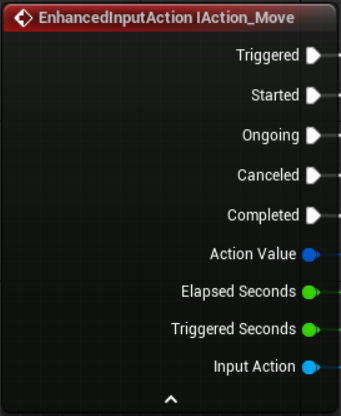 EnhancedInputAction IAction_Move
Triggered
Started
Ongoing
Canceled
Completed
Action Value
Elapsed Seconds
Triggered Seconds
Input Action